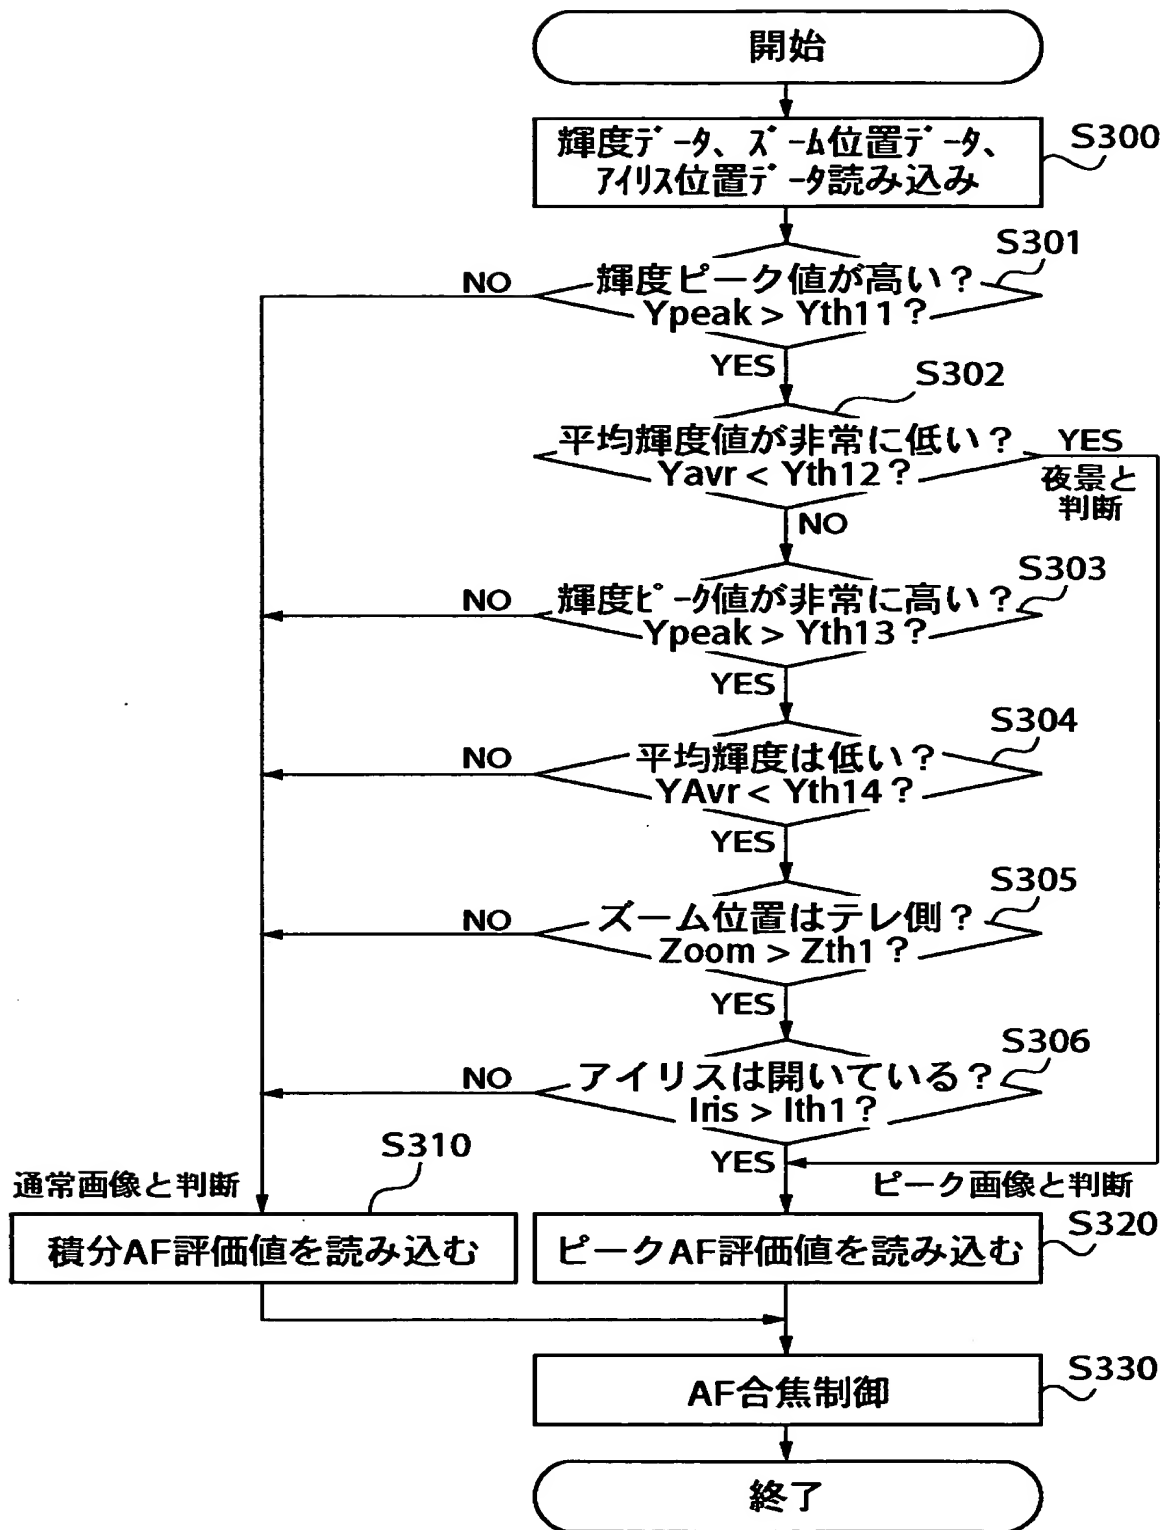 開始
輝度データ、ズーム位置データ、
アイリス位置データ読み込み
S300
S301
輝度ピーク値が高い？
Ypeak > Yth11？
NO
YES
S302
平均輝度値が非常に低い？
Yavr < Yth12？
YES
夜景と
判断
NO
S303
輝度ピーク値が非常に高い？
Ypeak > Yth13？
NO
YES
S304
平均輝度は低い？
YAvr < Yth14？
NO
YES
S305
ズーム位置はテレ側？
Zoom > Zth1？
NO
YES
S306
アイリスは開いている？
Iris > Ith1？
NO
YES
S310
通常画像と判断
積分AF評価値を読み込む
ピーク画像と判断
S320
ピークAF評価値を読み込む
S330
AF合焦制御
終了